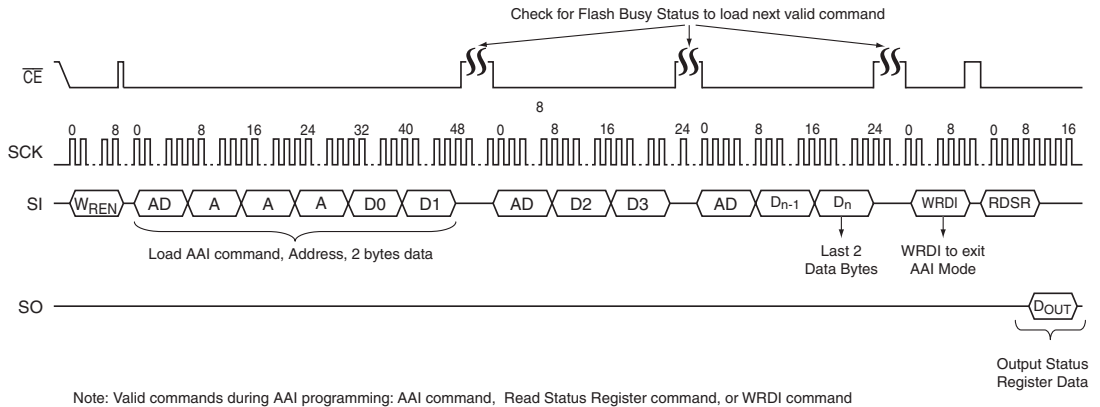 Check for Flash Busy Status to load next valid command
CE
8
0 8 0 8 16 24 32 40 48 0 8 16 24 0 8 16 24 0 8 0 8 16
SCK
SI WREN AD A A A D0 D1 AD D2 D3 AD Dn-1 Dn WRDI RDSR
Load AAI command, Address, 2 bytes data
Last 2
Data Bytes
WRDI to exit
AAI Mode
SO DOUT
Output Status
Register Data
Note: Valid commands during AAI programming: AAI command, Read Status Register command, or WRDI command